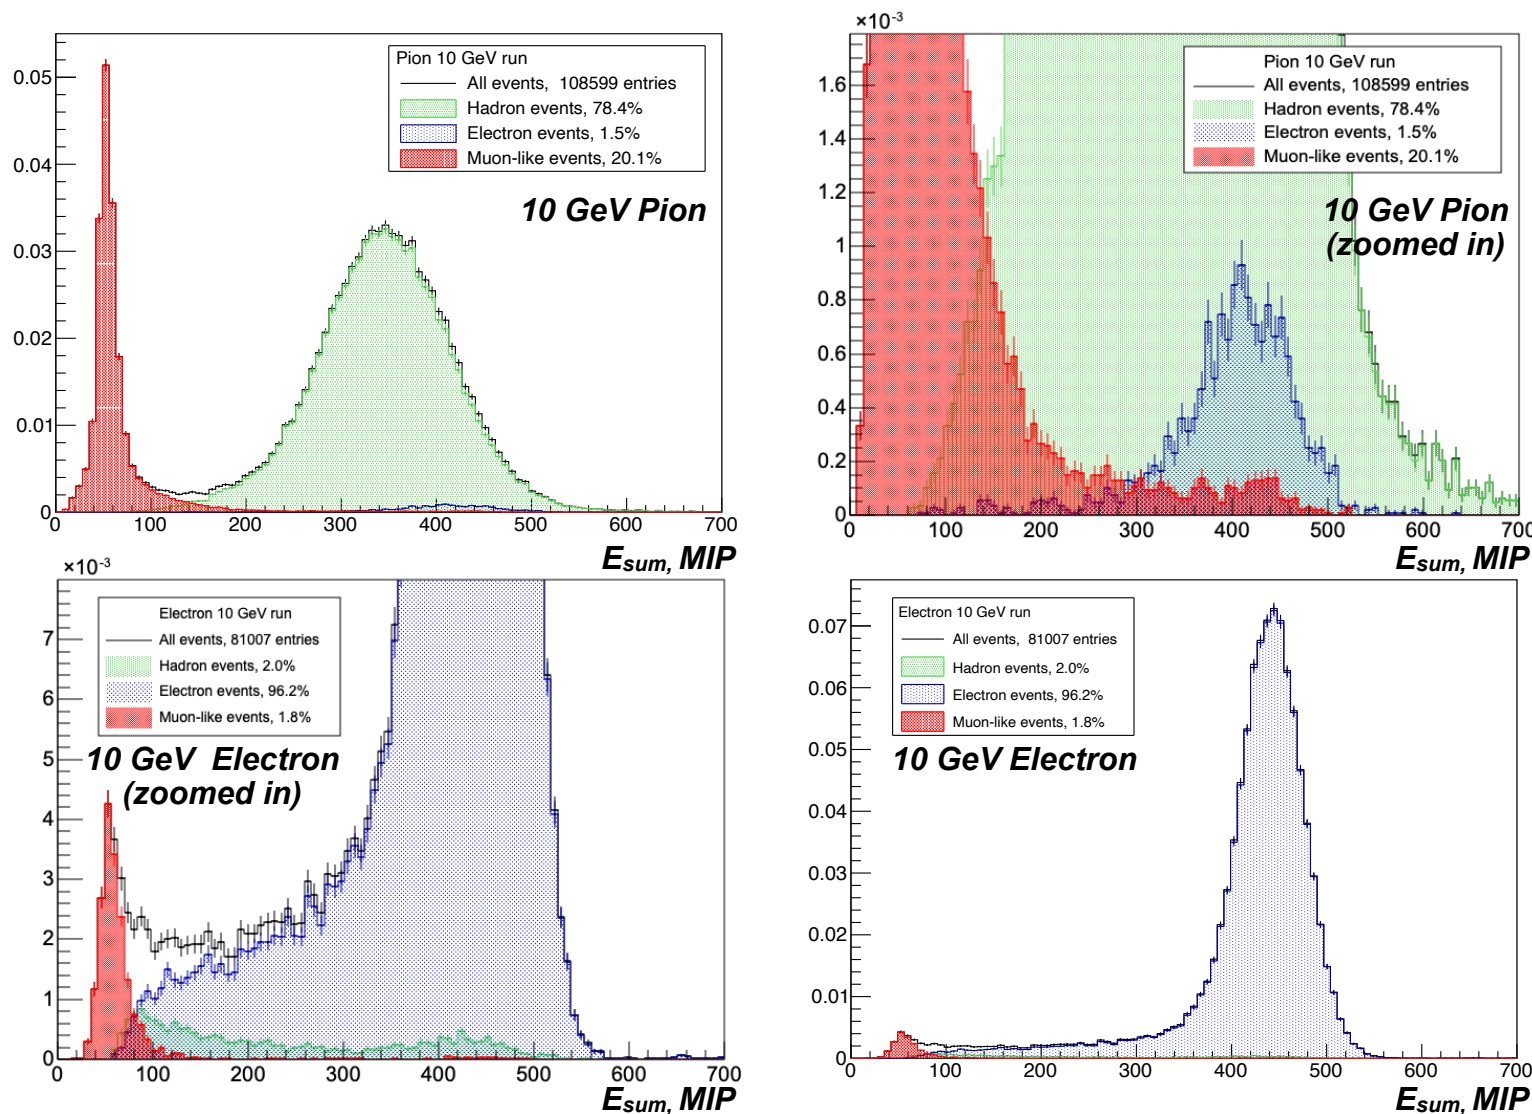 0.05
0.04
0.03
0.02
0.01
0
0 100 200 300 400 500 600 700
Pion 10 GeV run
All events, 108599 entries
Hadron events, 78.4%
Electron events, 1.5%
Muon-like events, 20.1%
10 GeV Pion
Esum, MIP
×10-3
1.6
1.4
1.2
1
0.8
0.6
0.4
0.2
0
0 100 200 300 400 500 600 700
Pion 10 GeV run
All events, 108599 entries
Hadron events, 78.4%
Electron events, 1.5%
Muon-like events, 20.1%
10 GeV Pion
(zoomed in)
Esum, MIP
×10-3
7
6
5
4
3
2
1
0
0 100 200 300 400 500 600 700
Electron 10 GeV run
All events, 81007 entries
Hadron events, 2.0%
Electron events, 96.2%
Muon-like events, 1.8%
10 GeV Electron
(zoomed in)
Esum, MIP
0.07
0.06
0.05
0.04
0.03
0.02
0.01
0
0 100 200 300 400 500 600 700
Electron 10 GeV run
All events, 81007 entries
Hadron events, 2.0%
Electron events, 96.2%
Muon-like events, 1.8%
10 GeV Electron
Esum, MIP